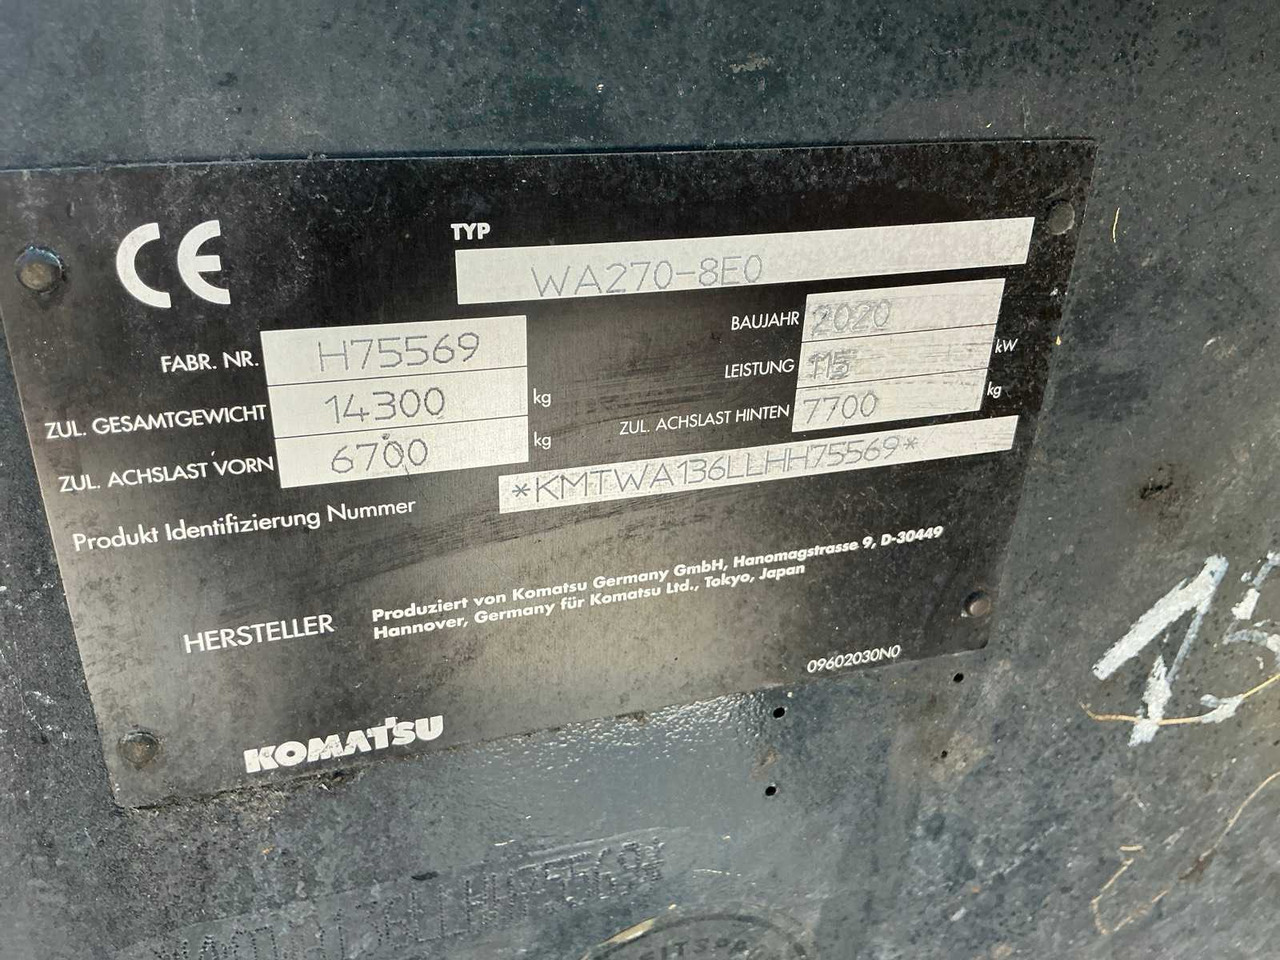 CE
TYP
WA270-8E0
FABR. NR. H75569
BAUJAHR 2020
ZUL. GESAMTGEWICHT 14300 kg
LEISTUNG 115 kW
ZUL. ACHSLAST VORN 6700 kg
ZUL. ACHSLAST HINTEN 7700 kg
Produkt Identifizierung Nummer *KMTWA136LLHH75569*
HERSTELLER
Produziert von Komatsu Germany GmbH, Hanomagstrasse 9, D-30449
Hannover, Germany für Komatsu Ltd., Tokyo, Japan
09602030N0
KOMATSU
15